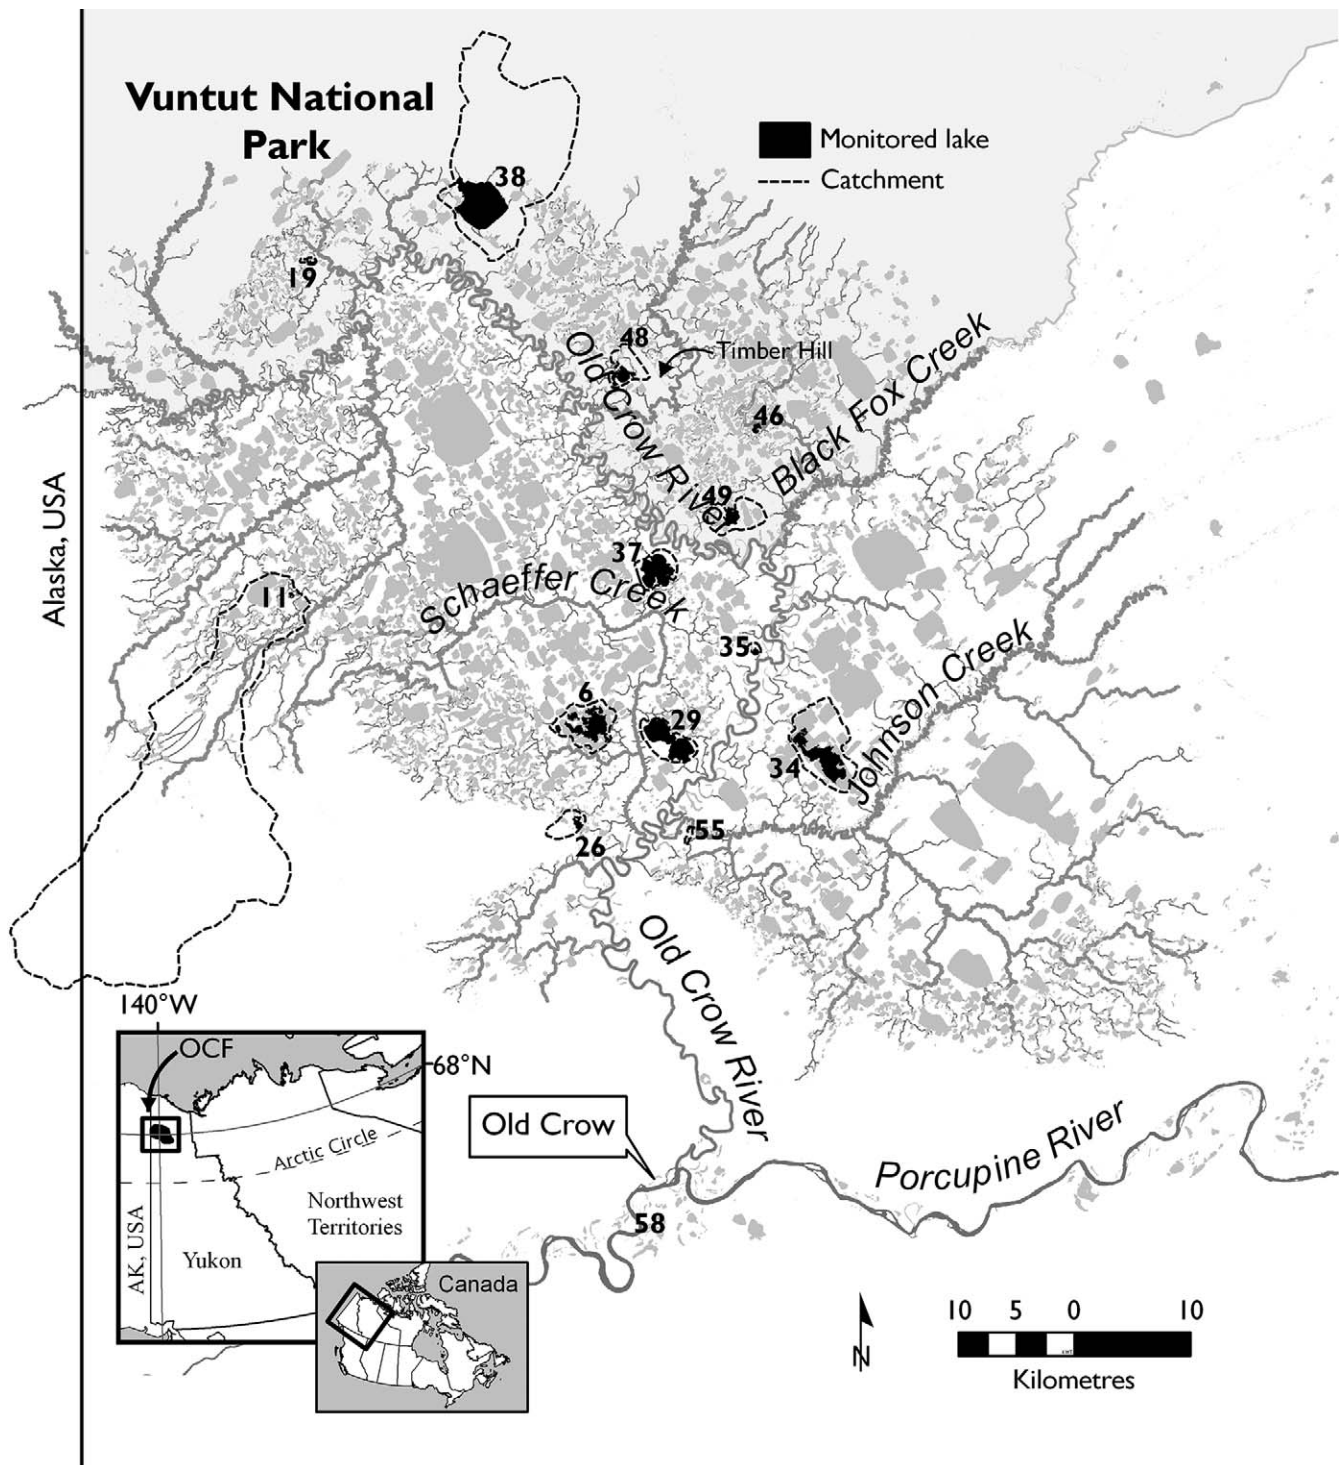 Vuntut National
Park
Monitored lake
Catchment
38
19
48
Timber Hill
Old Crow River
46
Black Fox Creek
49
37
Schaeffer Creek
11
Alaska, USA
35
Johnson Creek
6
29
34
55
26
Old Crow River
140°W
OCF
68°N
Arctic Circle
Northwest
Territories
AK, USA
Yukon
Canada
Old Crow
Porcupine River
58
N
10 5 0 10
Kilometres